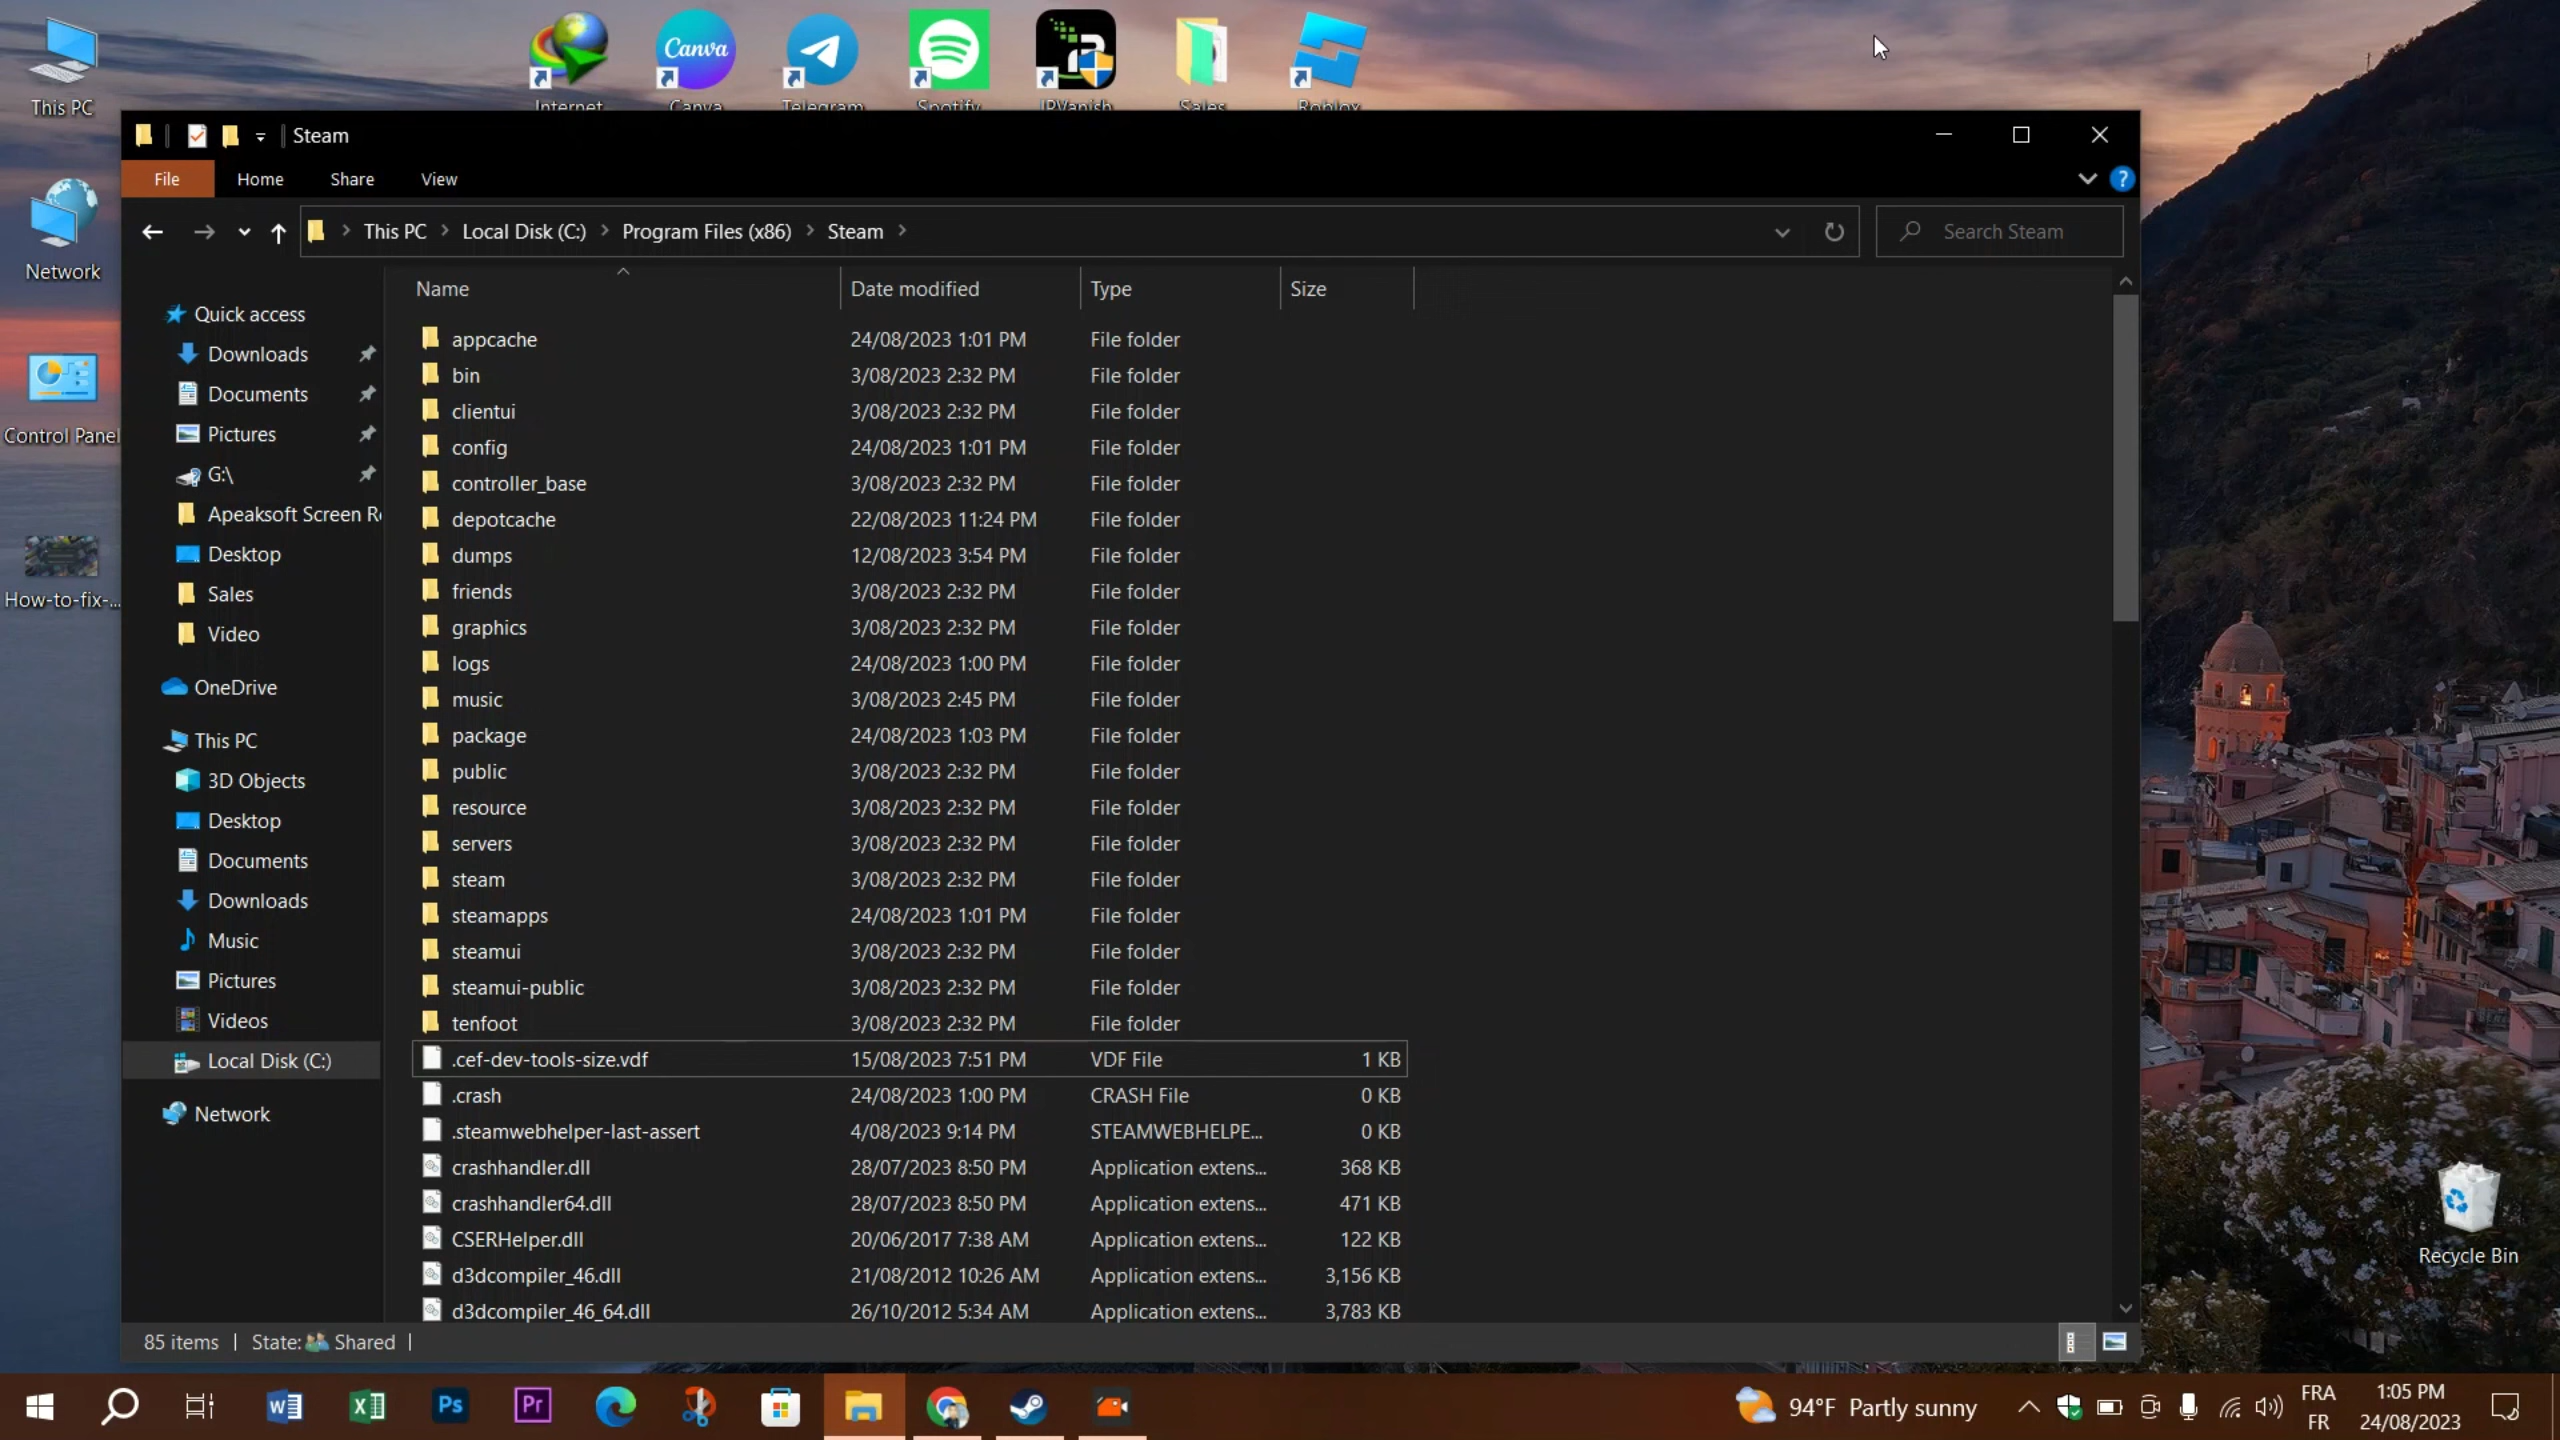 This PC
Canva
Internet
Canva
Telegram
Spotify
IPVanish
Sales
Roblox
Network
Control Panel
How-to-fix-...
Recycle Bin
Steam
File
Home
Share
View
?
This PC
Local Disk (C:)
Program Files (x86)
Steam
Search Steam
Quick access
Downloads
Documents
Pictures
G:\
Apeaksoft Screen R
Desktop
Sales
Video
OneDrive
This PC
3D Objects
Desktop
Documents
Downloads
Music
Pictures
Videos
Local Disk (C:)
Network
Name Date modified Type Size
appcache 24/08/2023 1:01 PM File folder
bin 3/08/2023 2:32 PM File folder
clientui 3/08/2023 2:32 PM File folder
config 24/08/2023 1:01 PM File folder
controller_base 3/08/2023 2:32 PM File folder
depotcache 22/08/2023 11:24 PM File folder
dumps 12/08/2023 3:54 PM File folder
friends 3/08/2023 2:32 PM File folder
graphics 3/08/2023 2:32 PM File folder
logs 24/08/2023 1:00 PM File folder
music 3/08/2023 2:45 PM File folder
package 24/08/2023 1:03 PM File folder
public 3/08/2023 2:32 PM File folder
resource 3/08/2023 2:32 PM File folder
servers 3/08/2023 2:32 PM File folder
steam 3/08/2023 2:32 PM File folder
steamapps 24/08/2023 1:01 PM File folder
steamui 3/08/2023 2:32 PM File folder
steamui-public 3/08/2023 2:32 PM File folder
tenfoot 3/08/2023 2:32 PM File folder
.cef-dev-tools-size.vdf 15/08/2023 7:51 PM VDF File 1 KB
.crash 24/08/2023 1:00 PM CRASH File 0 KB
.steamwebhelper-last-assert 4/08/2023 9:14 PM STEAMWEBHELPE... 0 KB
crashhandler.dll 28/07/2023 8:50 PM Application extens... 368 KB
crashhandler64.dll 28/07/2023 8:50 PM Application extens... 471 KB
CSERHelper.dll 20/06/2017 7:38 AM Application extens... 122 KB
d3dcompiler_46.dll 21/08/2012 10:26 AM Application extens... 3,156 KB
d3dcompiler_46_64.dll 26/10/2012 5:34 AM Application extens... 3,783 KB
85 items State: Shared
W
X
Ps
Pr
94°F Partly sunny
FRA
FR
1:05 PM
24/08/2023